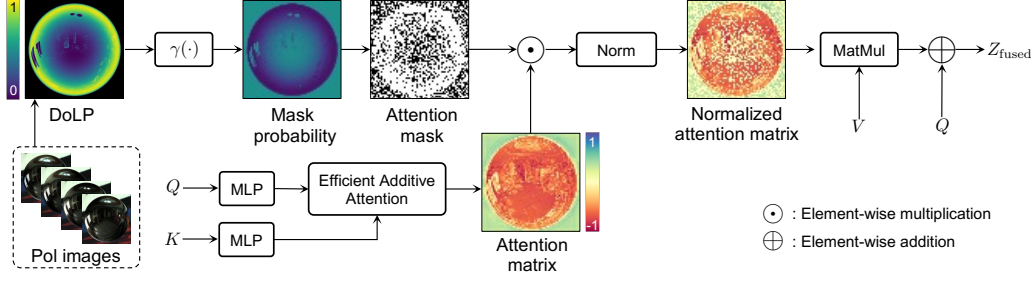 1
0
DoLP
γ(·)
Mask
probability
Attention
mask
Norm
Normalized
attention matrix
MatMul
Z_fused
V
Q
Pol images
Q
MLP
K
MLP
Efficient Additive
Attention
1
-1
Attention
matrix
: Element-wise multiplication
: Element-wise addition